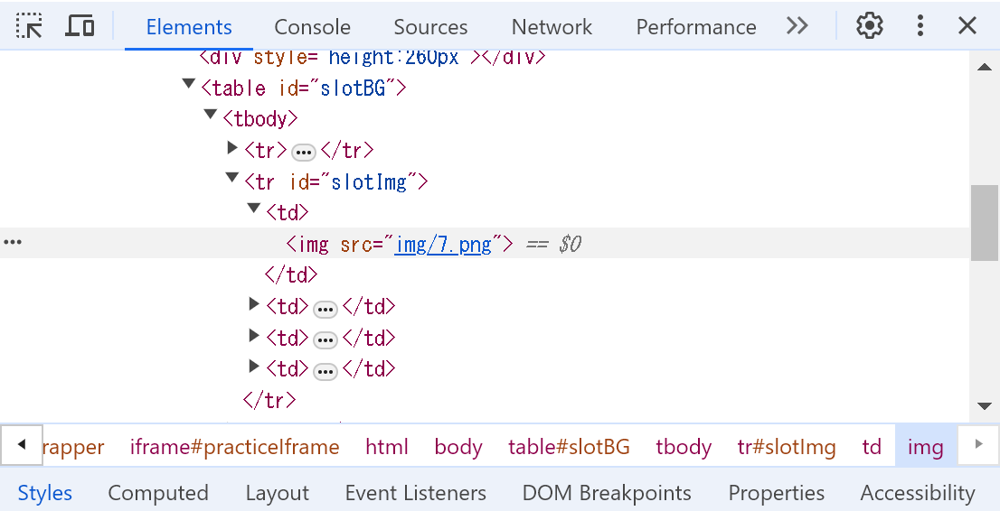 Elements Console Sources Network Performance
<div style= height:260px ></div>
<table id="slotBG">
<tbody>
<tr> ••• </tr>
<tr id="slotImg">
<td>
<img src="img/7.png"> == $0
</td>
<td> ••• </td>
<td> ••• </td>
<td> ••• </td>
</tr>
rapper iframe#practiceIframe html body table#slotBG tbody tr#slotImg td img
Styles Computed Layout Event Listeners DOM Breakpoints Properties Accessibility